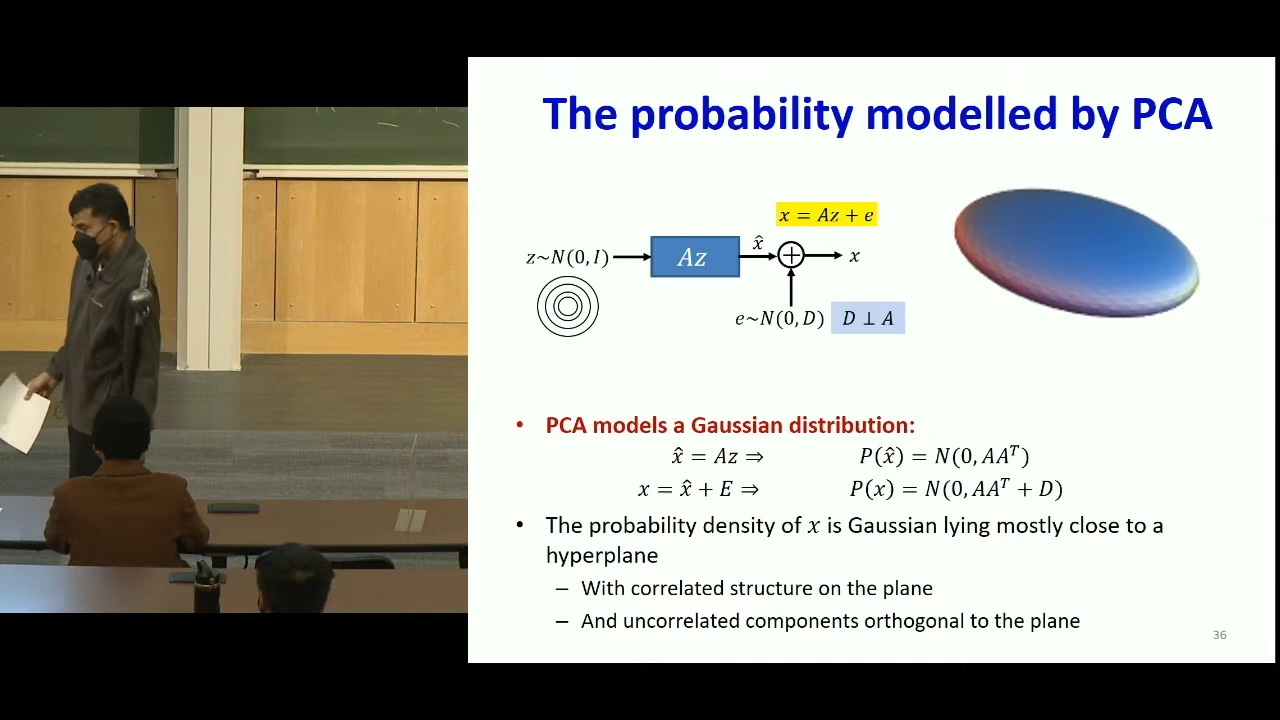 The probability modelled by PCA
x = Az + e
z~N(0, I)
Az
x̂
x
e~N(0, D)
D ⊥ A
• PCA models a Gaussian distribution:
x̂ = Az ⇒ P(x̂) = N(0, AAᵀ)
x = x̂ + E ⇒ P(x) = N(0, AAᵀ + D)
• The probability density of x is Gaussian lying mostly close to a
hyperplane
– With correlated structure on the plane
– And uncorrelated components orthogonal to the plane
36